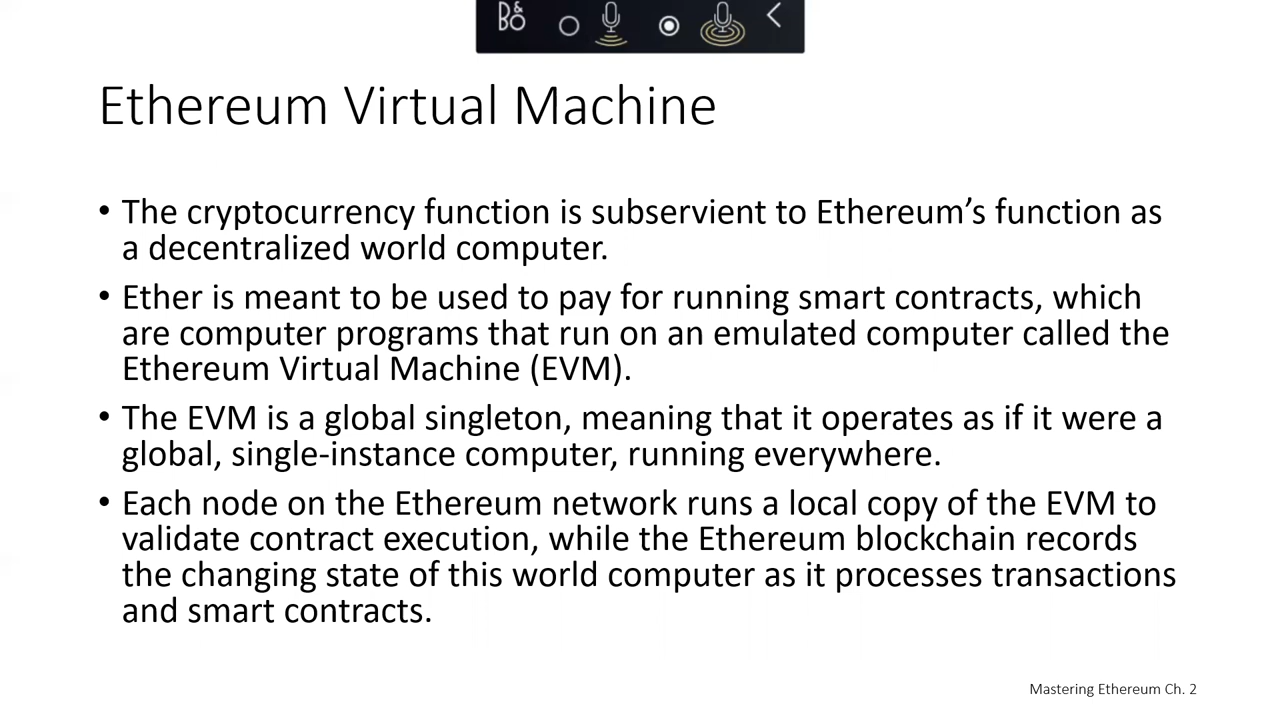 B&O
Ethereum Virtual Machine
• The cryptocurrency function is subservient to Ethereum’s function as
a decentralized world computer.
• Ether is meant to be used to pay for running smart contracts, which
are computer programs that run on an emulated computer called the
Ethereum Virtual Machine (EVM).
• The EVM is a global singleton, meaning that it operates as if it were a
global, single-instance computer, running everywhere.
• Each node on the Ethereum network runs a local copy of the EVM to
validate contract execution, while the Ethereum blockchain records
the changing state of this world computer as it processes transactions
and smart contracts.
Mastering Ethereum Ch. 2